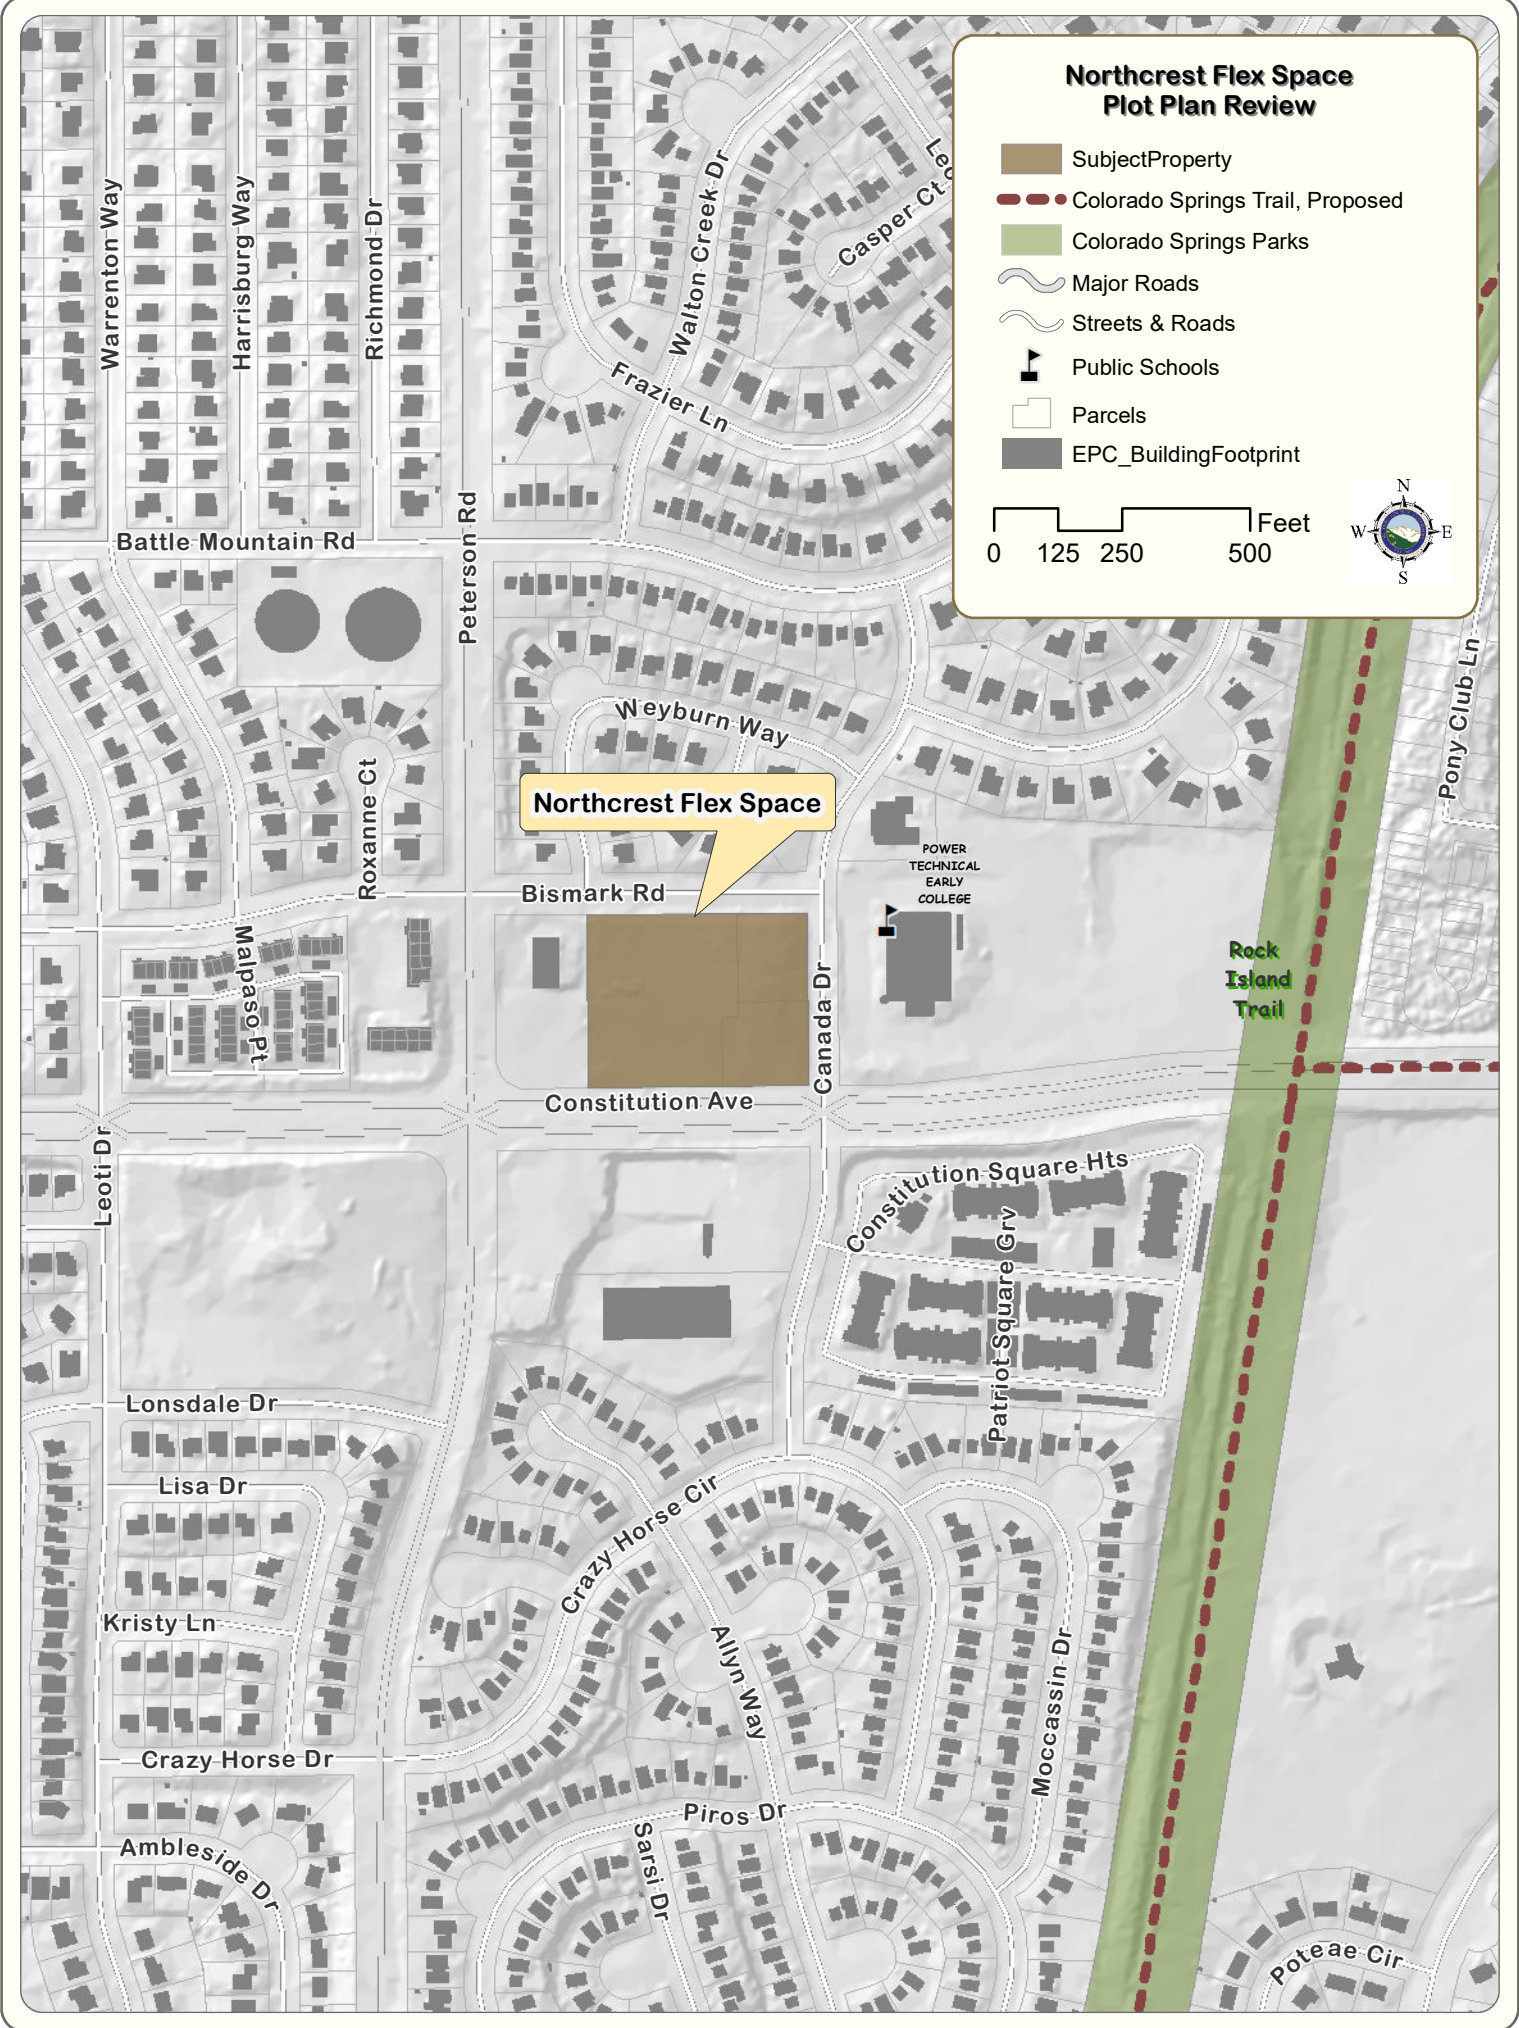 Northcrest Flex Space
Plot Plan Review
SubjectProperty
Colorado Springs Trail, Proposed
Colorado Springs Parks
Major Roads
Streets & Roads
Public Schools
Parcels
EPC_BuildingFootprint
Feet
0 125 250 500
N
W E
S
Warrenton Way
Harrisburg Way
Richmond Dr
Walton Creek Dr
Casper Ct
Frazier Ln
Battle Mountain Rd
Peterson Rd
Weyburn Way
Pony Club Ln
Roxanne Ct
Northcrest Flex Space
Bismark Rd
POWER
TECHNICAL
EARLY
COLLEGE
Malpaso Pt
Canada Dr
Rock
Island
Trail
Constitution Ave
Leoti Dr
Constitution Square Hts
Patriot Square Grv
Lonsdale Dr
Lisa Dr
Crazy Horse Cir
Kristy Ln
Allyn Way
Moccassin Dr
Crazy Horse Dr
Piros Dr
Sarsi Dr
Ambleside Dr
Poteae Cir